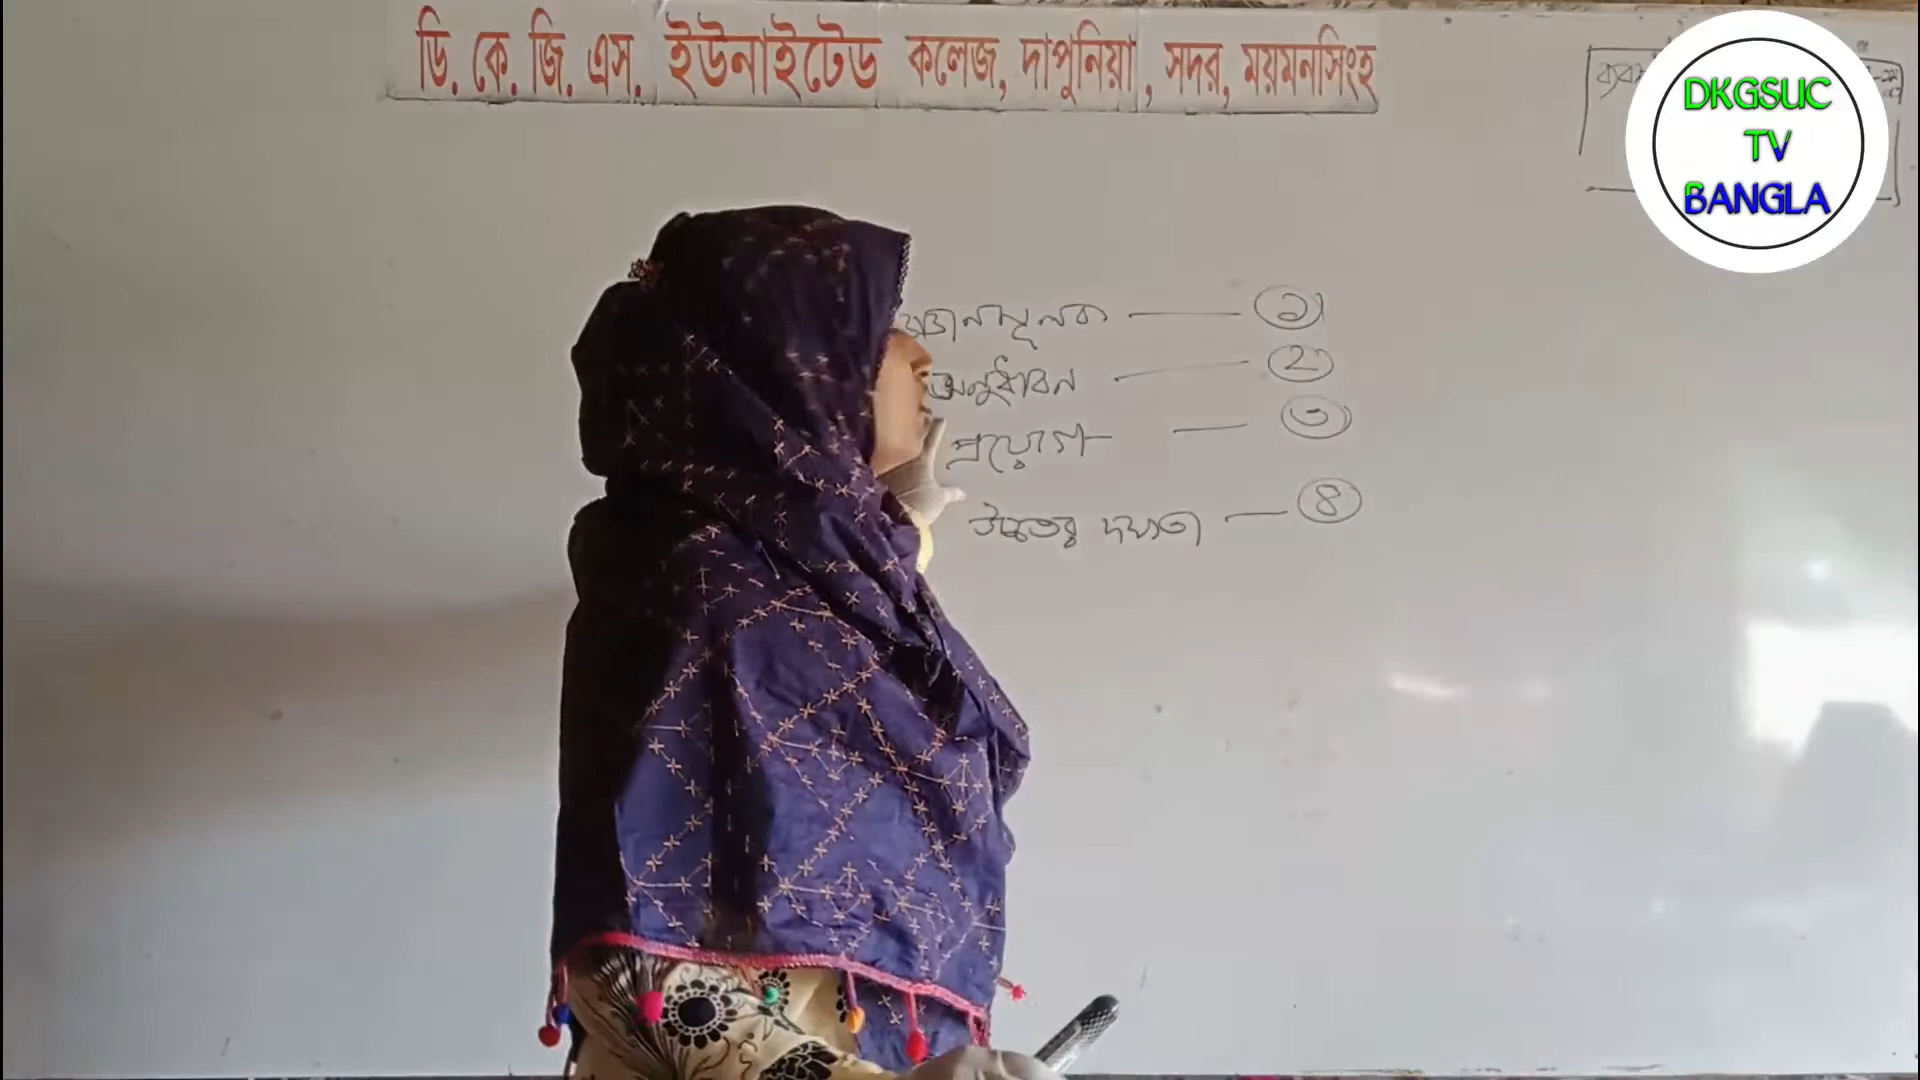 ডি. কে. জি. এস. ইউনাইটেড কলেজ, দাপুনিয়া, সদর, ময়মনসিংহ
DKGSUC
TV
BANGLA
জ্ঞানমূলক — ১
অনুধাবন — ২
প্রয়োগ — ৩
উচ্চতর দক্ষতা — ৪